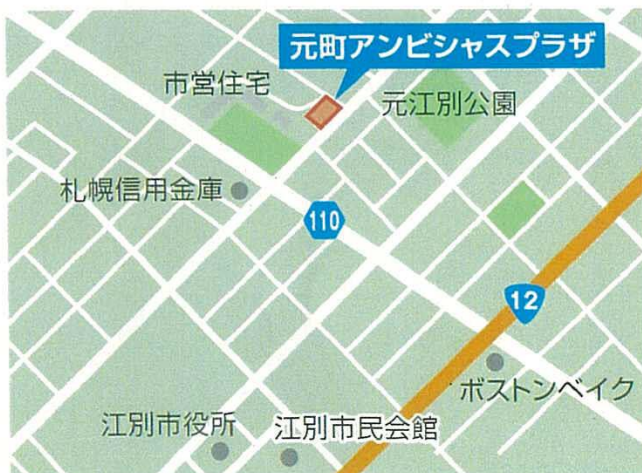 元町アンビシャスプラザ
市営住宅
元江別公園
札幌信用金庫
110
12
ボストンベイク
江別市役所
江別市民会館